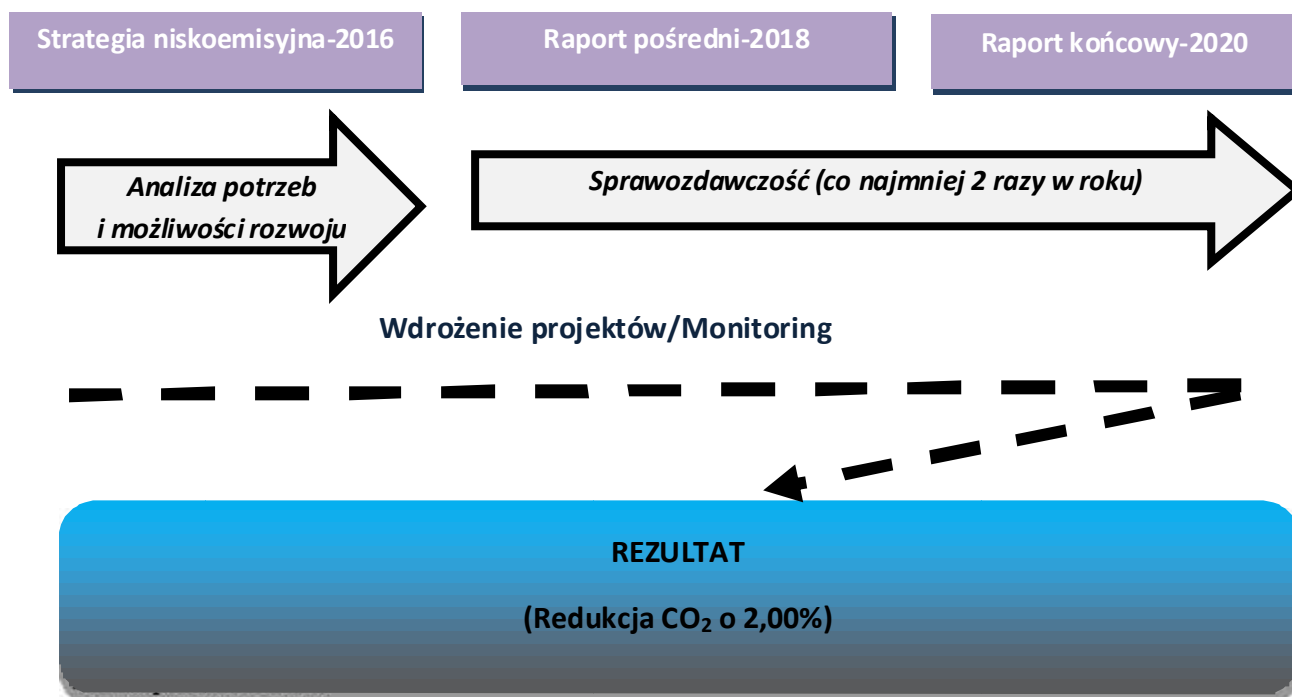 Strategia niskoemisyjna-2016
Raport pośredni-2018
Raport końcowy-2020
Analiza potrzeb
i możliwości rozwoju
Sprawozdawczość (co najmniej 2 razy w roku)
Wdrożenie projektów/Monitoring
REZULTAT
(Redukcja CO₂ o 2,00%)